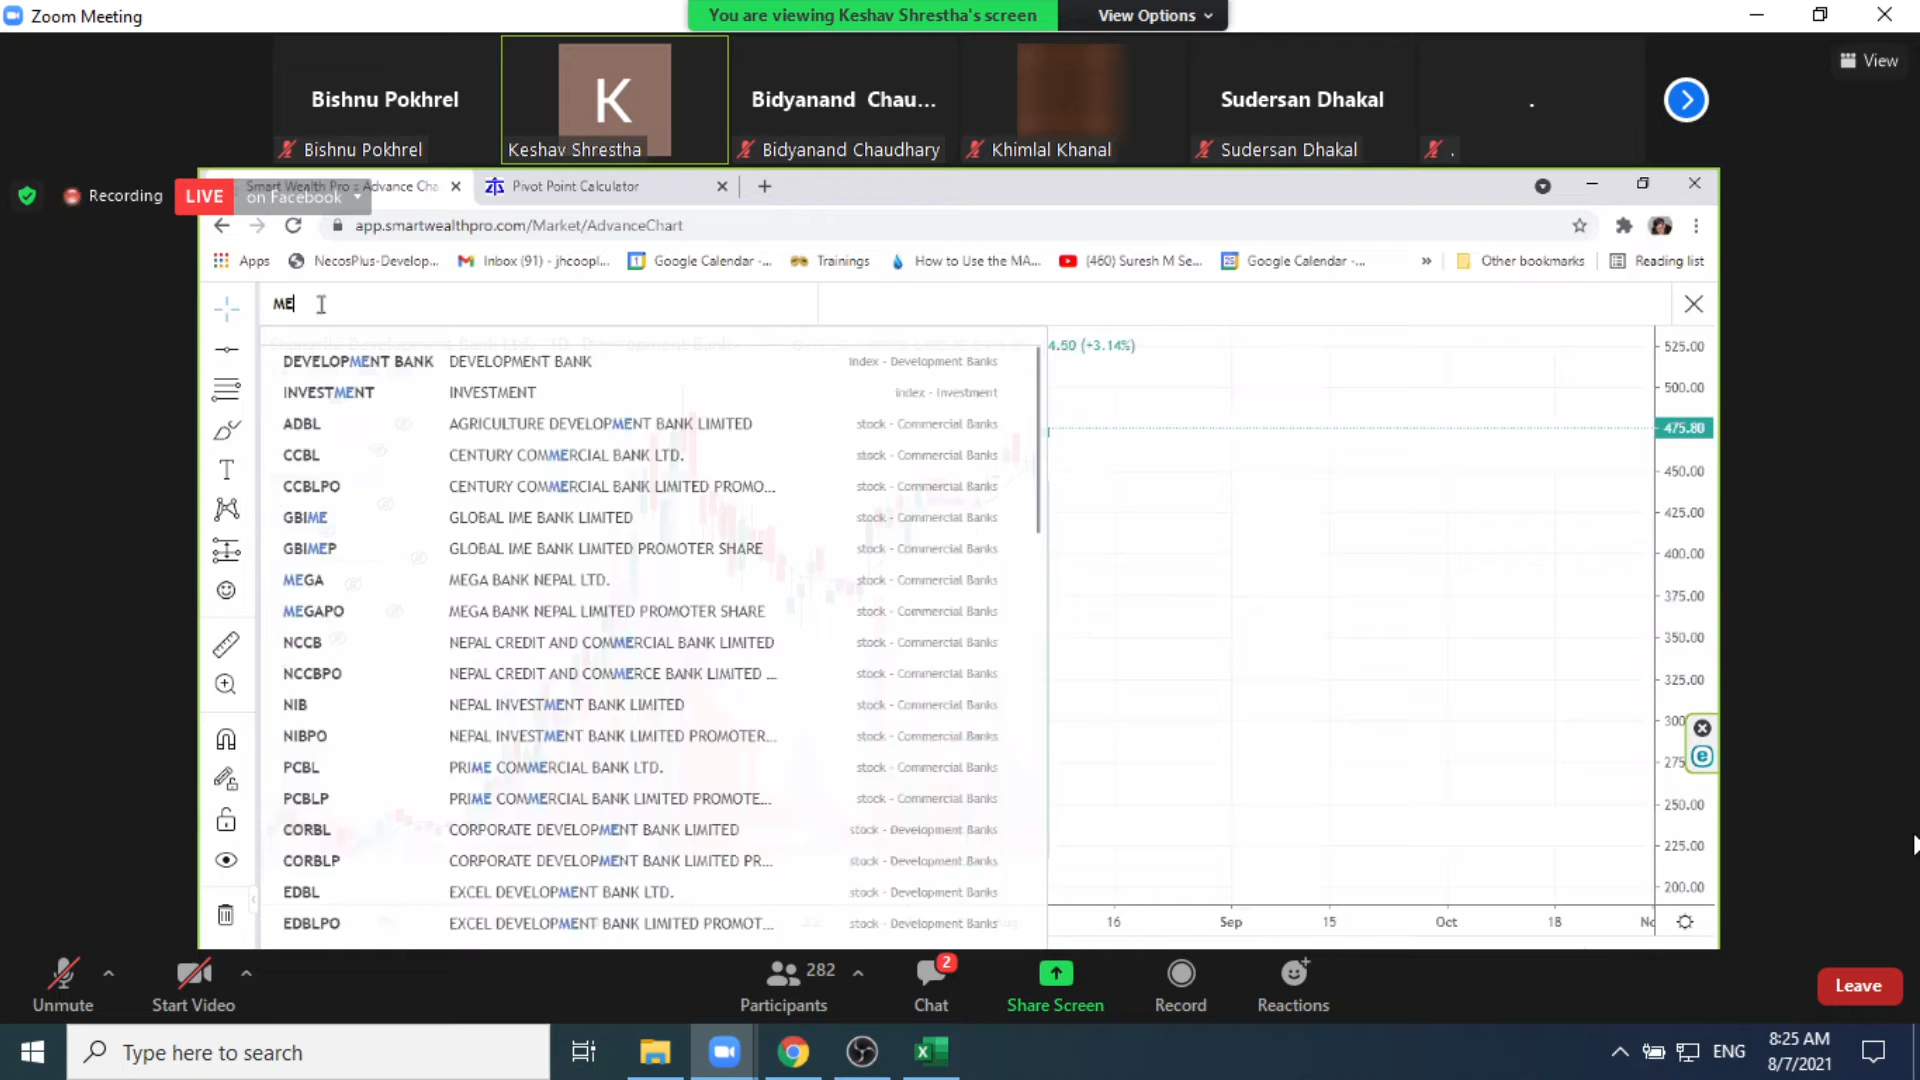 Zoom Meeting
You are viewing Keshav Shrestha's screen
View Options
View
Bishnu Pokhrel
K
Bidyanand Chau...
Sudersan Dhakal
.
Bishnu Pokhrel
Keshav Shrestha
Bidyanand Chaudhary
Khimlal Khanal
Sudersan Dhakal
.
Recording
LIVE on Facebook
Smart Wealth Pro :: Advance Cha
Pivot Point Calculator
app.smartwealthpro.com/Market/AdvanceChart
Apps
NecosPlus-Develop...
Inbox (91) - jhcoopl...
Google Calendar -...
Trainings
How to Use the MA...
(460) Suresh M Se...
Google Calendar -...
»
Other bookmarks
Reading list
ME
4.50 (+3.14%)
DEVELOPMENT BANK DEVELOPMENT BANK index - Development Banks
INVESTMENT INVESTMENT index - Investment
ADBL AGRICULTURE DEVELOPMENT BANK LIMITED stock - Commercial Banks
CCBL CENTURY COMMERCIAL BANK LTD. stock - Commercial Banks
CCBLPO CENTURY COMMERCIAL BANK LIMITED PROMO... stock - Commercial Banks
GBIME GLOBAL IME BANK LIMITED stock - Commercial Banks
GBIMEP GLOBAL IME BANK LIMITED PROMOTER SHARE stock - Commercial Banks
MEGA MEGA BANK NEPAL LTD. stock - Commercial Banks
MEGAPO MEGA BANK NEPAL LIMITED PROMOTER SHARE stock - Commercial Banks
NCCB NEPAL CREDIT AND COMMERCIAL BANK LIMITED stock - Commercial Banks
NCCBPO NEPAL CREDIT AND COMMERCE BANK LIMITED ... stock - Commercial Banks
NIB NEPAL INVESTMENT BANK LIMITED stock - Commercial Banks
NIBPO NEPAL INVESTMENT BANK LIMITED PROMOTER... stock - Commercial Banks
PCBL PRIME COMMERCIAL BANK LTD. stock - Commercial Banks
PCBLP PRIME COMMERCIAL BANK LIMITED PROMOTE... stock - Commercial Banks
CORBL CORPORATE DEVELOPMENT BANK LIMITED stock - Development Banks
CORBLP CORPORATE DEVELOPMENT BANK LIMITED PR... stock - Development Banks
EDBL EXCEL DEVELOPMENT BANK LTD. stock - Development Banks
EDBLPO EXCEL DEVELOPMENT BANK LIMITED PROMOT... stock - Development Banks
525.00
500.00
475.80
450.00
425.00
400.00
375.00
350.00
325.00
300
275
250.00
225.00
200.00
16 Sep 15 Oct 18 No
Unmute
Start Video
282
Participants
2
Chat
Share Screen
Record
Reactions
Leave
Type here to search
ENG
8:25 AM
8/7/2021